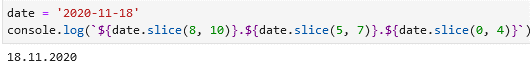 date = '2020-11-18'
console.log(`${date.slice(8, 10)}.${date.slice(5, 7)}.${date.slice(0, 4)}`)
18.11.2020